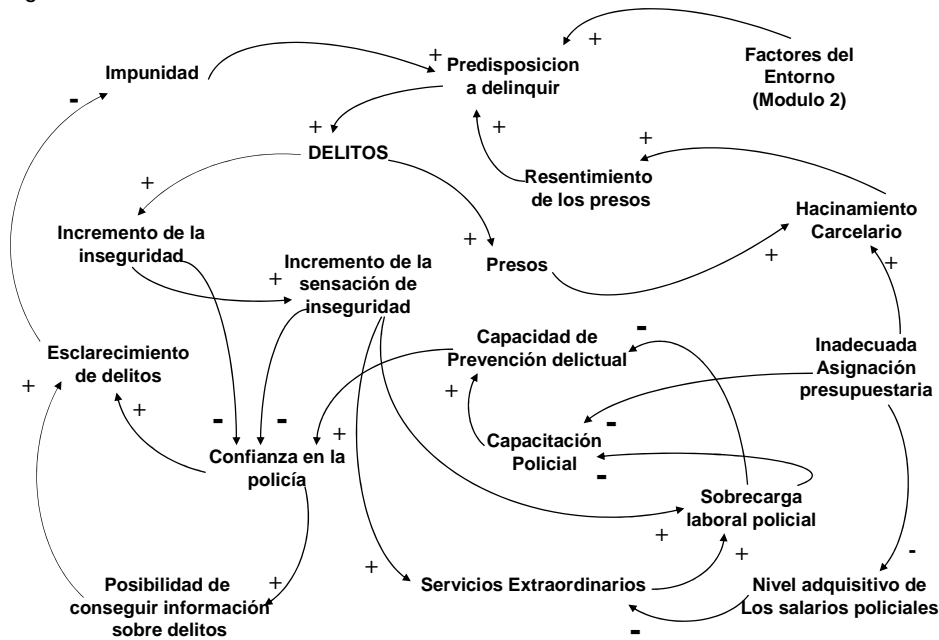 Impunidad
Predisposicion
a delinquir
Factores del
Entorno
(Modulo 2)
DELITOS
Resentimiento
de los presos
Hacinamiento
Carcelario
Incremento de la
inseguridad
Incremento de la
sensación de
inseguridad
Presos
Capacidad de
Prevención delictual
Inadecuada
Asignación
presupuestaria
Esclarecimiento
de delitos
Capacitación
Policial
Confianza en la
policía
Sobrecarga
laboral policial
Posibilidad de
conseguir información
sobre delitos
Servicios Extraordinarios
Nivel adquisitivo de
Los salarios policiales